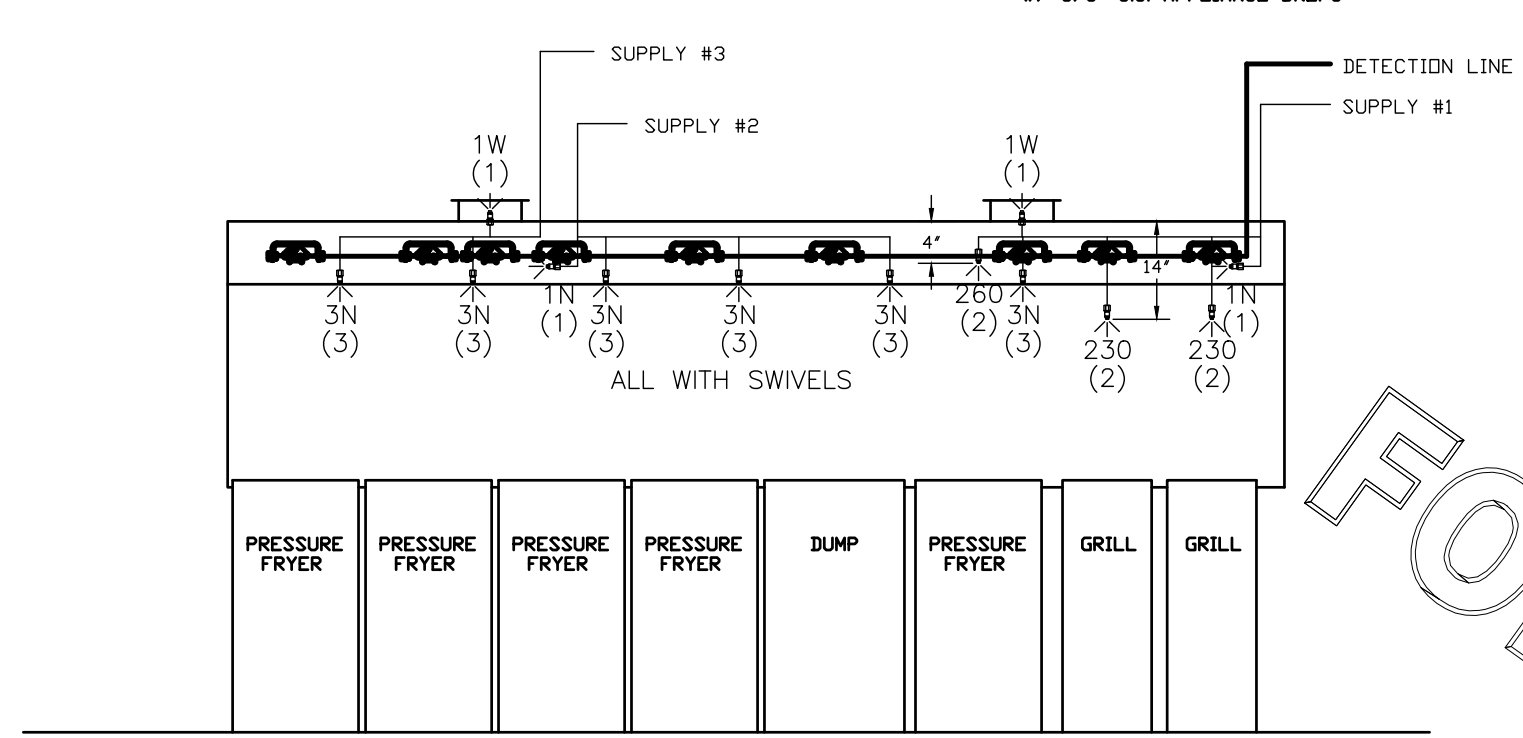 SUPPLY #3
DETECTION LINE
SUPPLY #1
SUPPLY #2
1W
(1)
1W
(1)
4"
14"
3N
(3)
3N
(3)
1N
(1)
3N
(3)
3N
(3)
3N
(3)
260
(2)
3N
(3)
230
(2)
230
(2)
1N
(1)
ALL WITH SWIVELS
PRESSURE
FRYER
PRESSURE
FRYER
PRESSURE
FRYER
PRESSURE
FRYER
DUMP
PRESSURE
FRYER
GRILL
GRILL
FO